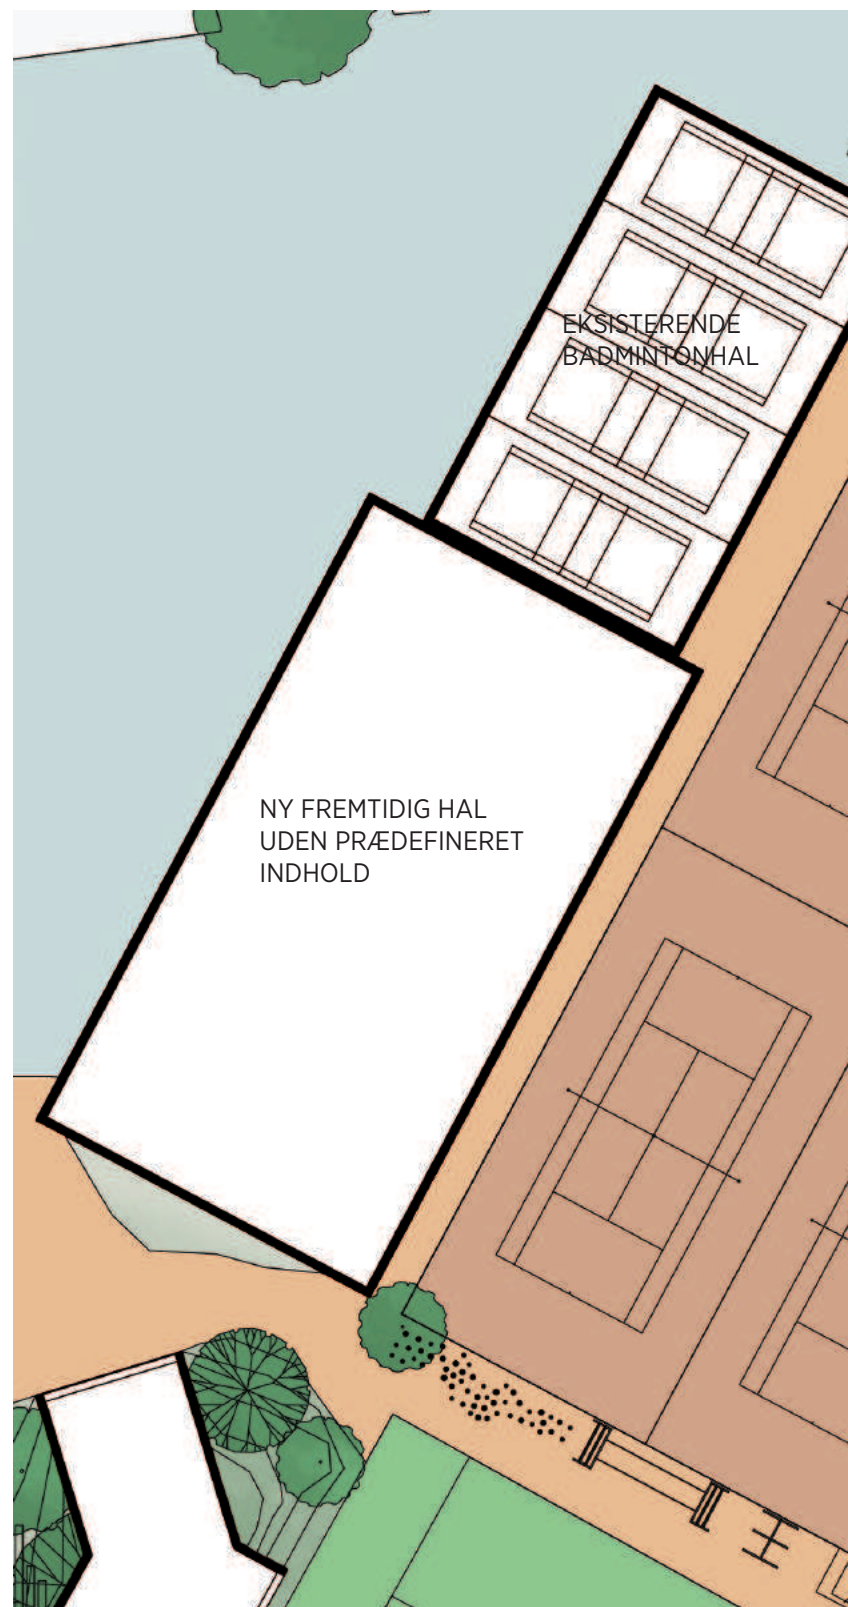 EKSISTERENDE
BADMINTONHAL
NY FREMTIDIG HAL
UDEN PRÆDEFINERET
INDHOLD